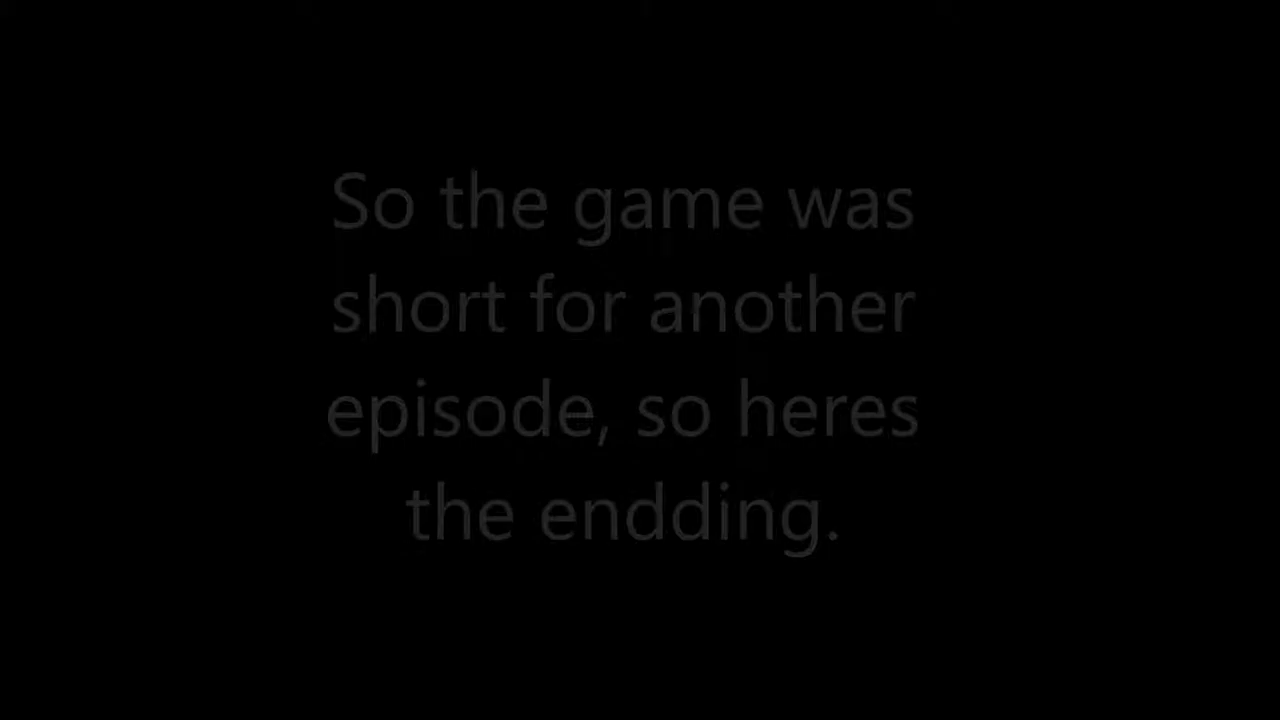 So the game was
short for another
episode, so heres
the endding.